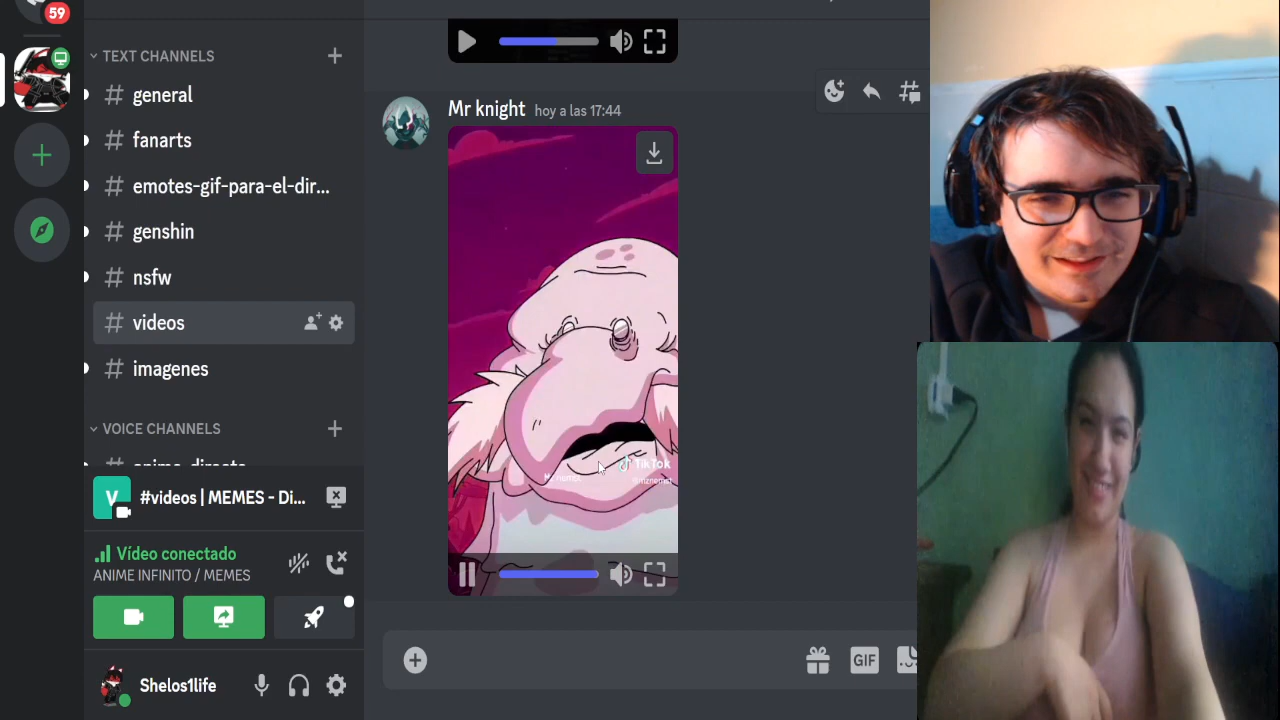 59
TEXT CHANNELS
# general
# fanarts
# emotes-gif-para-el-dir...
# genshin
# nsfw
# videos
# imagenes
VOICE CHANNELS
V
#videos | MEMES - Di...
Vídeo conectado
ANIME INFINITO / MEMES
Shelos1life
Mr knight hoy a las 17:44
TikTok
GIF